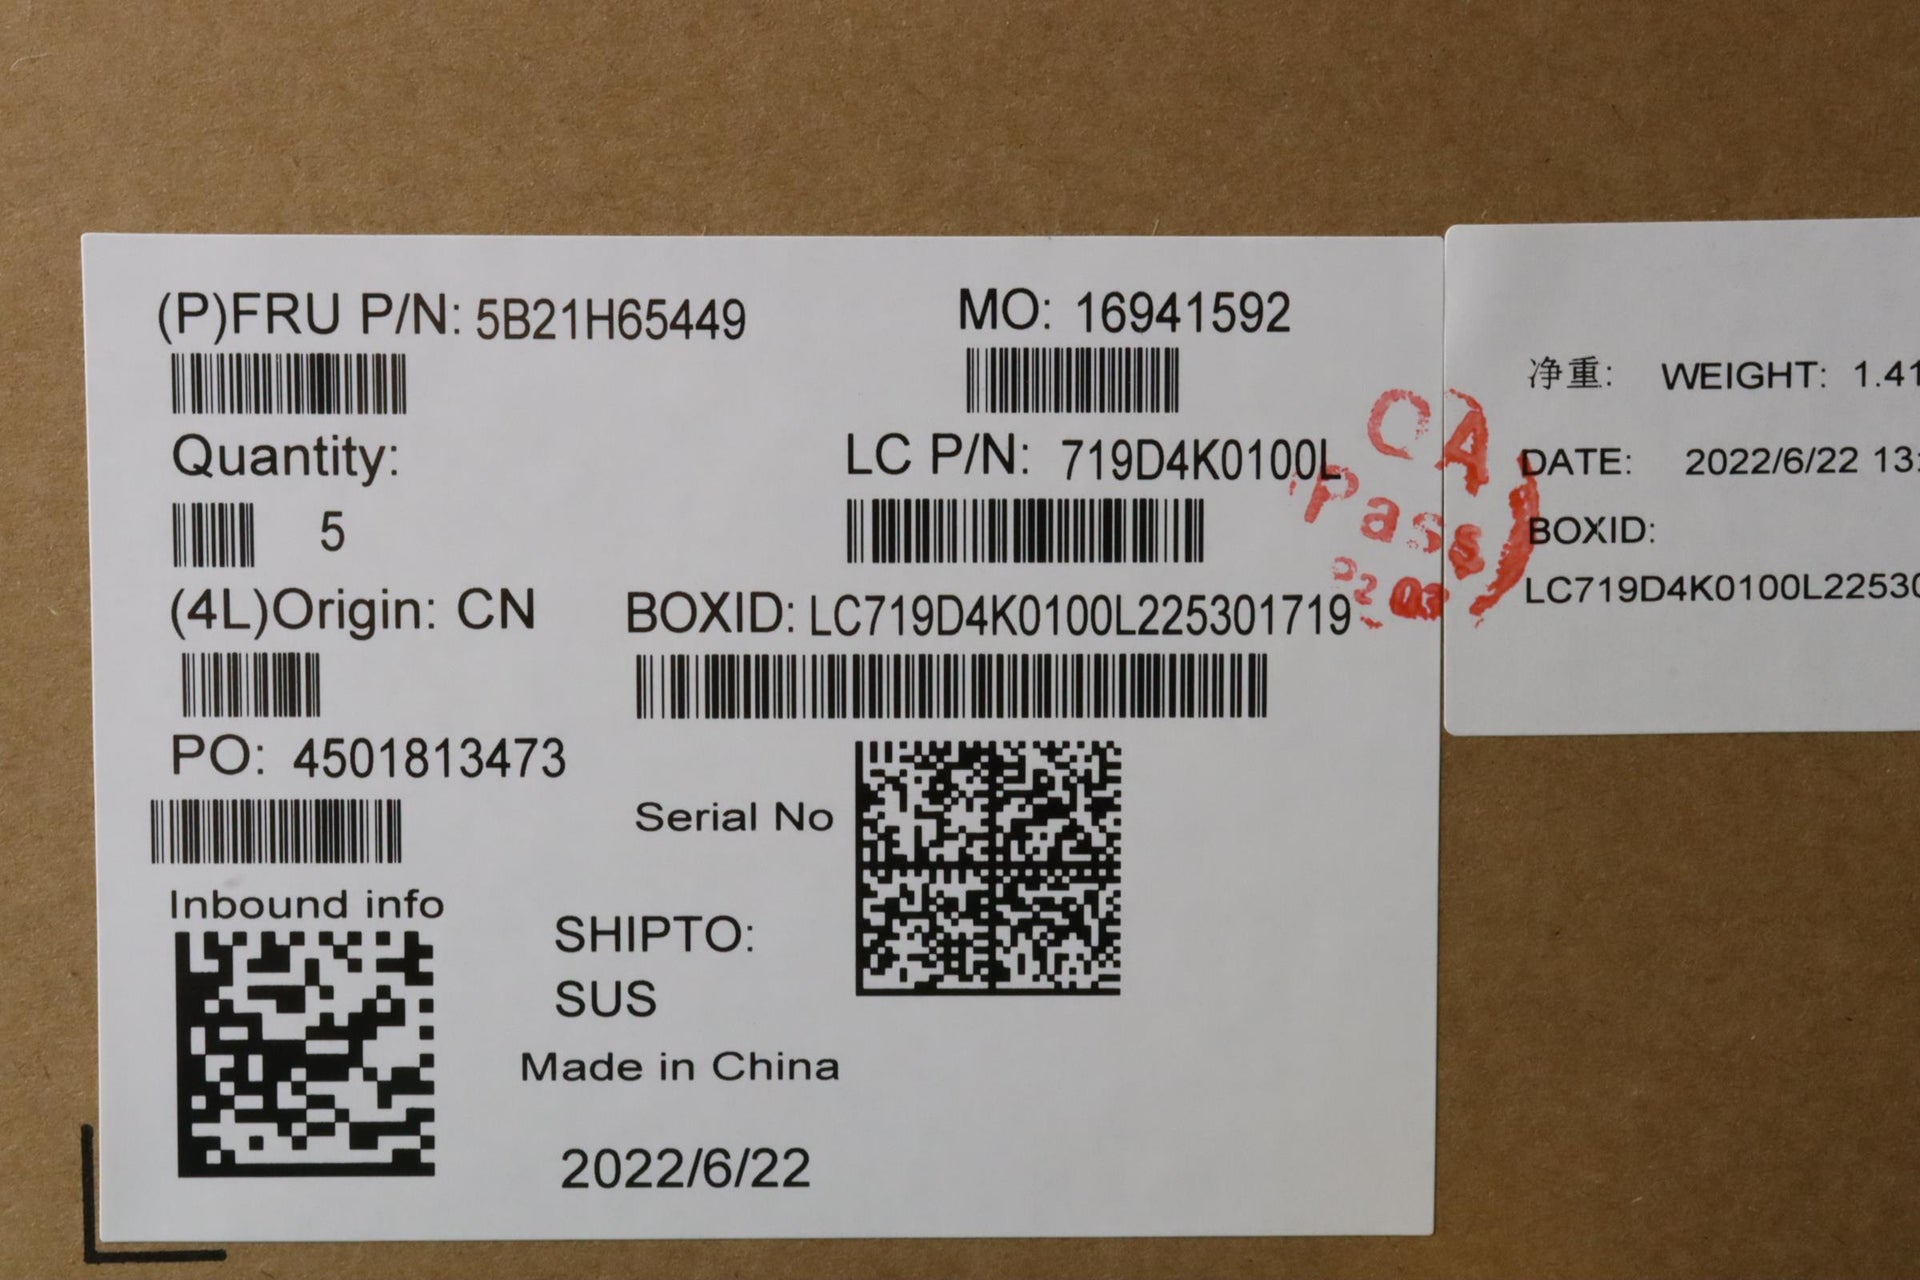 (P)FRU P/N: 5B21H65449
MO: 16941592
Quantity:
5
LC P/N: 719D4K0100L
(4L)Origin: CN
BOXID: LC719D4K0100L225301719
PO: 4501813473
Serial No
Inbound info
SHIPTO:
SUS
Made in China
2022/6/22
QA
Pass
净重: WEIGHT: 1.41
DATE: 2022/6/22 13:
BOXID:
LC719D4K0100L22530